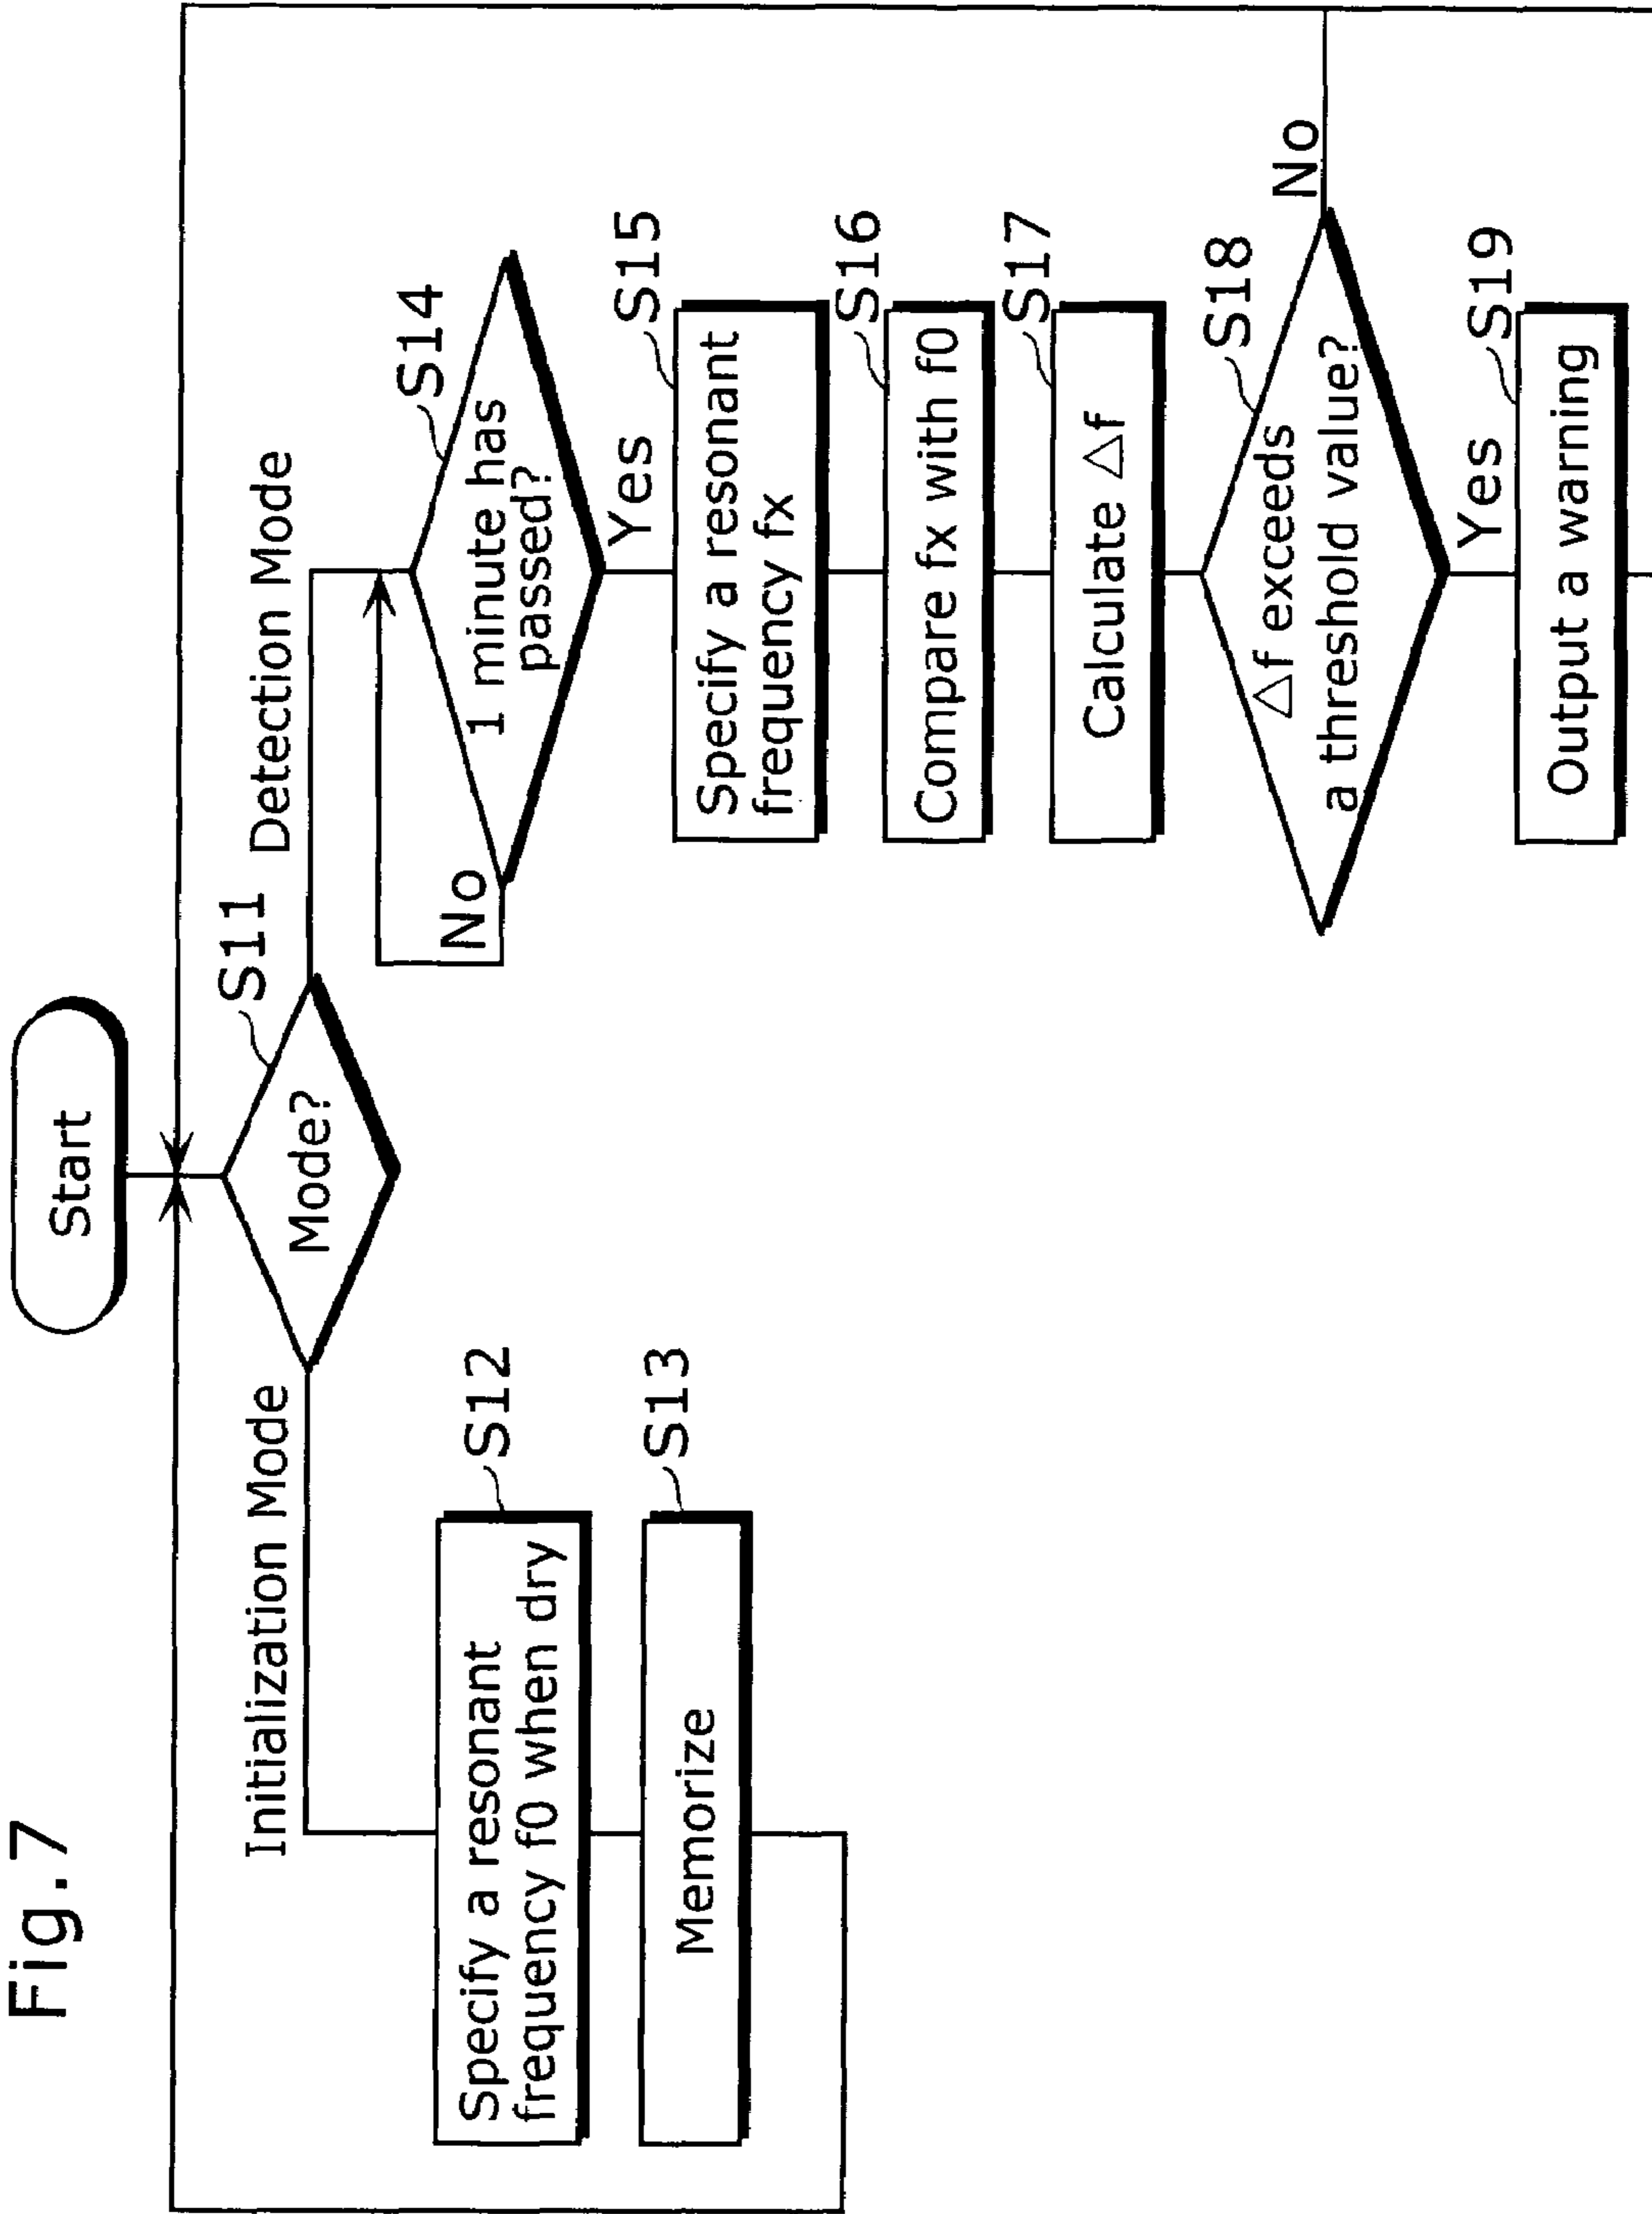 Fig.7
Start
S11
Mode?
Initialization Mode
Detection Mode
S12
Specify a resonant
frequency f0 when dry
S13
Memorize
S14
1 minute has
passed?
No
Yes
S15
Specify a resonant
frequency fx
S16
Compare fx with f0
S17
Calculate △f
S18
△f exceeds
a threshold value?
No
Yes
S19
Output a warning